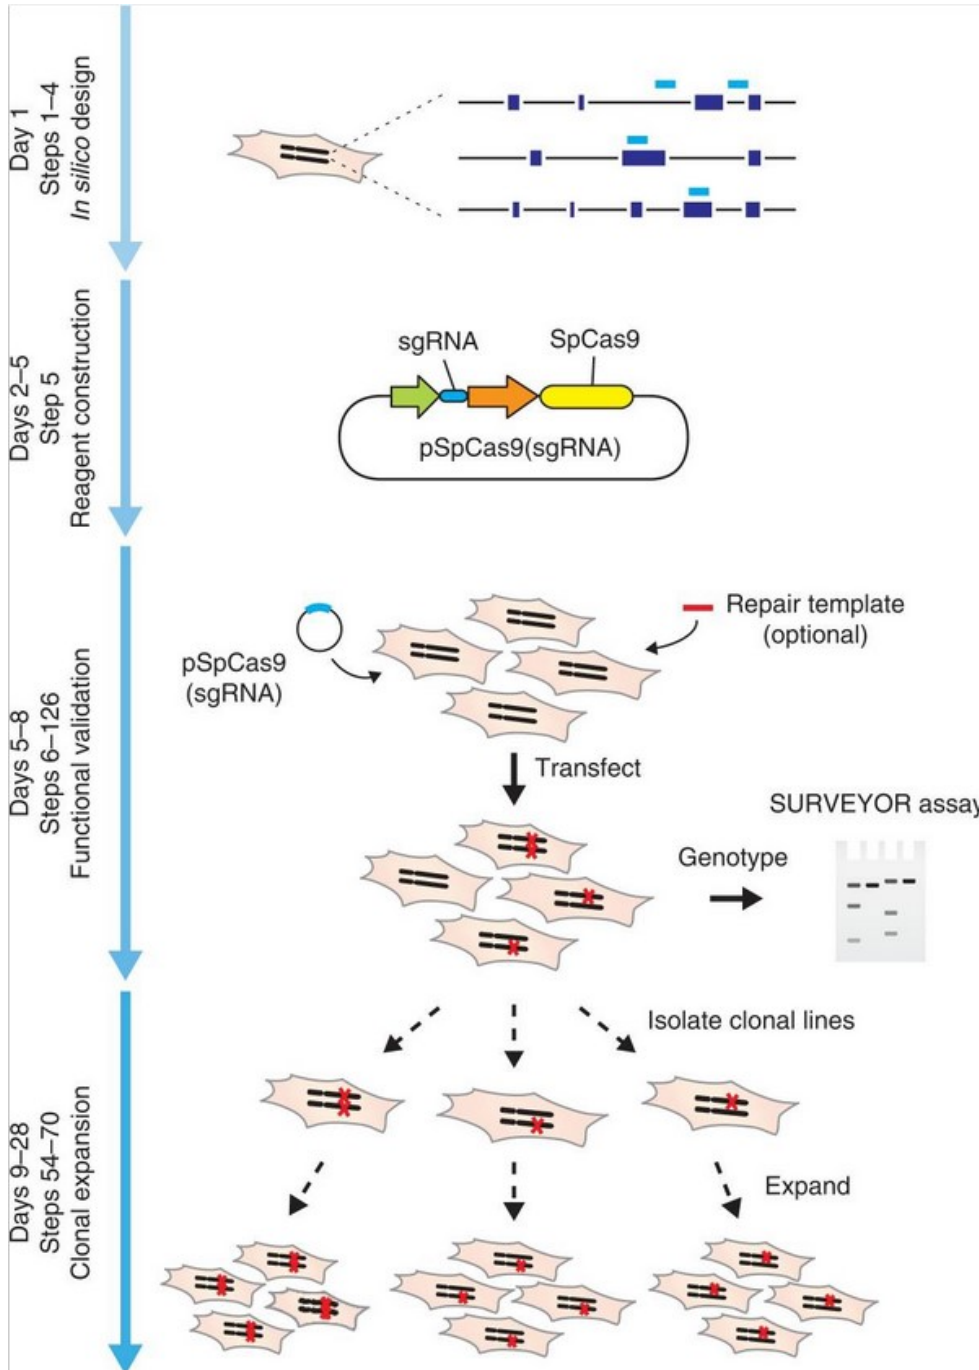 Day 1
Steps 1–4
In silico design
Days 2–5
Step 5
Reagent construction
sgRNA
SpCas9
pSpCas9(sgRNA)
Days 5–8
Steps 6–126
Functional validation
pSpCas9
(sgRNA)
Repair template
(optional)
Transfect
SURVEYOR assay
Genotype
Days 9–28
Steps 54–70
Clonal expansion
Isolate clonal lines
Expand